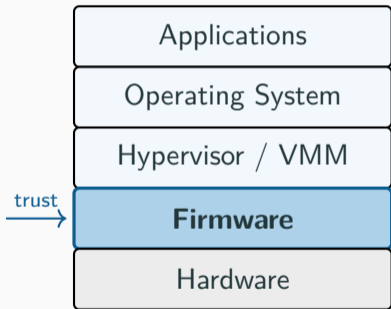 Applications
Operating System
Hypervisor / VMM
trust
Firmware
Hardware